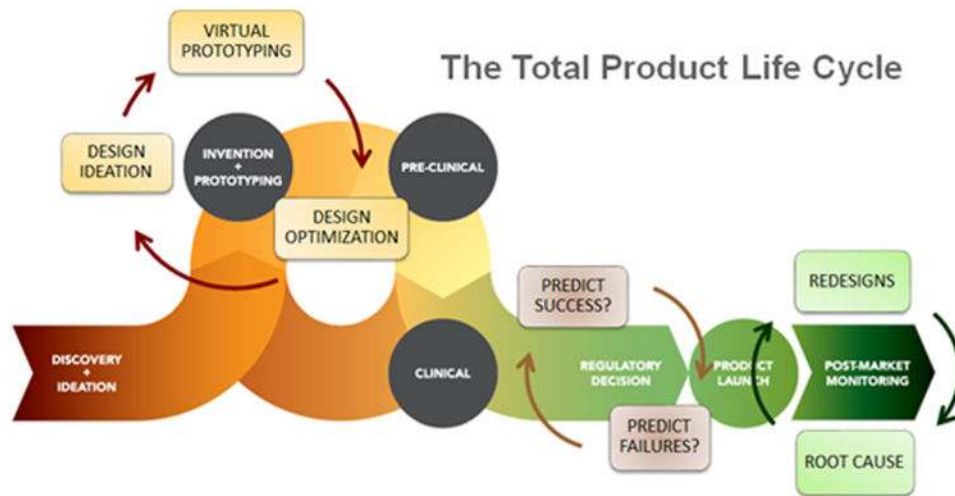 The Total Product Life Cycle
VIRTUAL
PROTOTYPING
DESIGN
IDEATION
INVENTION
+
PROTOTYPING
PRE-CLINICAL
DESIGN
OPTIMIZATION
DISCOVERY
+
IDEATION
CLINICAL
PREDICT
SUCCESS?
REGULATORY
DECISION
PREDICT
FAILURES?
PRODUCT
LAUNCH
REDESIGNS
POST-MARKET
MONITORING
ROOT CAUSE